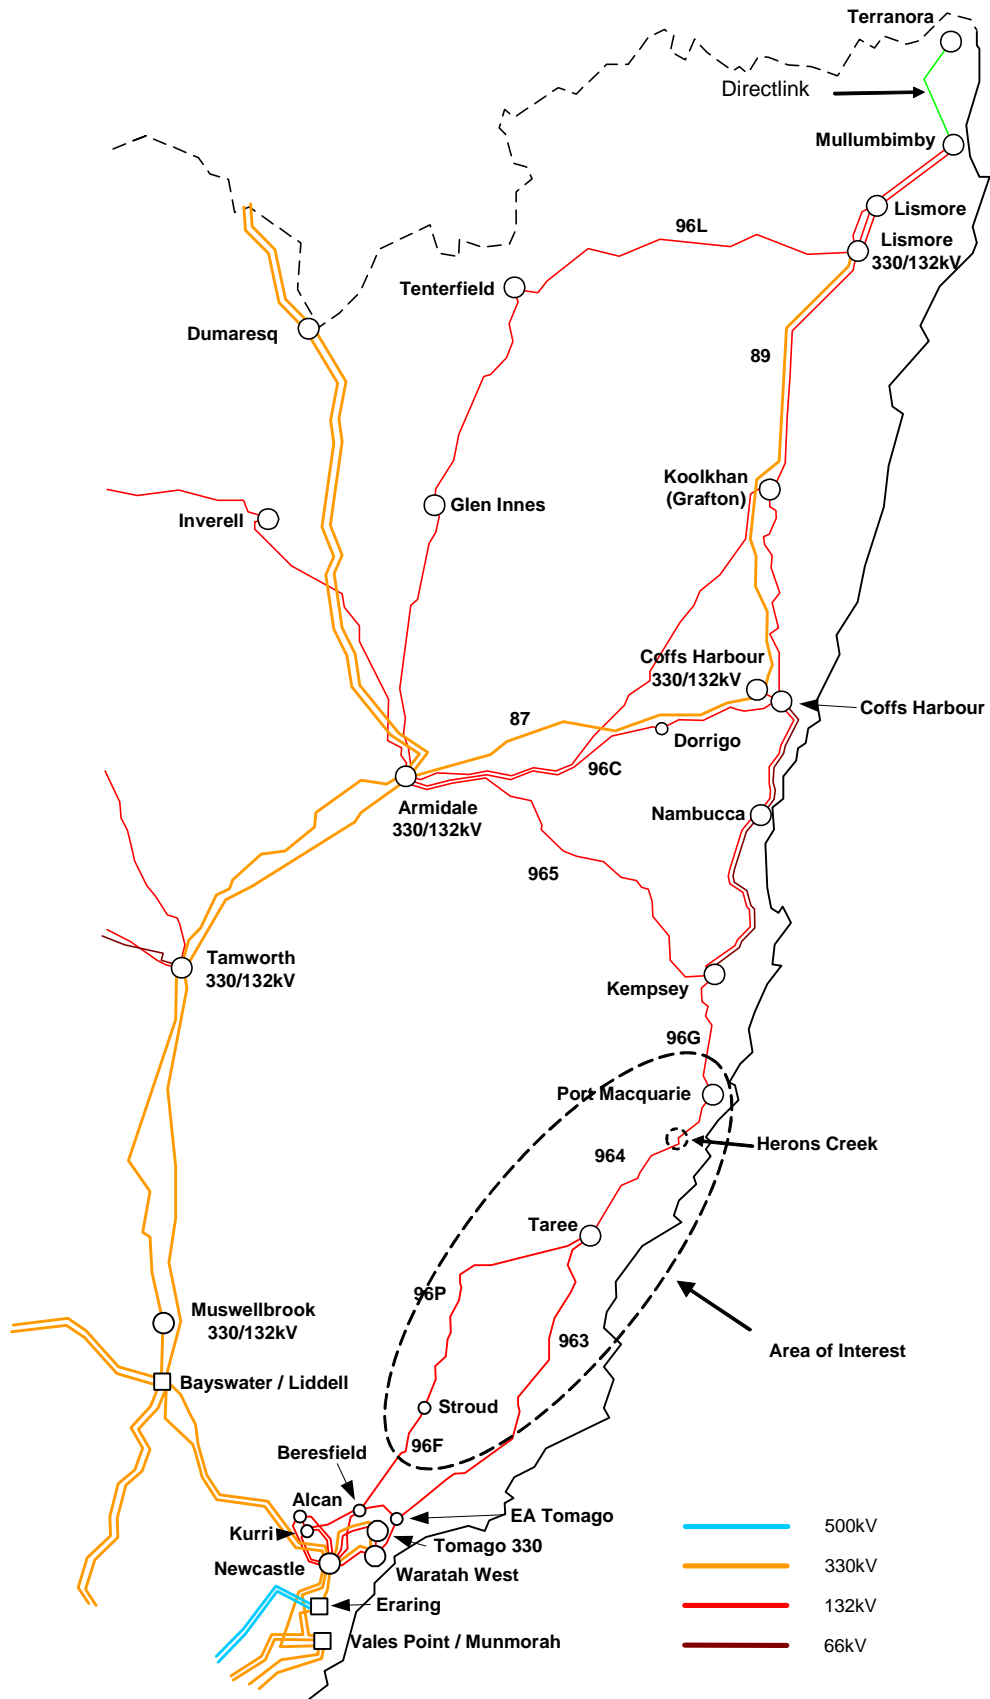 Terranora
Directlink
Mullumbimby
Lismore
96L
Lismore
330/132kV
Tenterfield
Dumaresq
89
Koolkhan
(Grafton)
Glen Innes
Inverell
Coffs Harbour
330/132kV
Coffs Harbour
87
Dorrigo
96C
Armidale
330/132kV
Nambucca
965
Tamworth
330/132kV
Kempsey
96G
Port Macquarie
Herons Creek
964
Taree
96P
Muswellbrook
330/132kV
963
Area of Interest
Bayswater / Liddell
Stroud
96F
Beresfield
Alcan
EA Tomago
Kurri
Tomago 330
Newcastle
Waratah West
Eraring
Vales Point / Munmorah
500kV
330kV
132kV
66kV